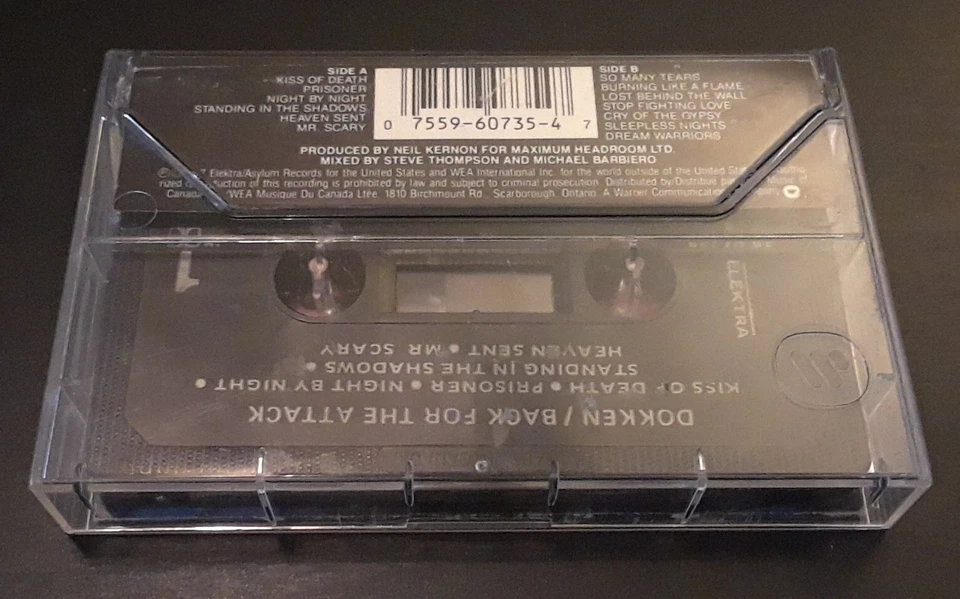 SIDE A
KISS OF DEATH
PRISONER
NIGHT BY NIGHT
STANDING IN THE SHADOWS
HEAVEN SENT
MR. SCARY
0 7559-60735-4 7
SIDE B
SO MANY TEARS
BURNING LIKE A FLAME
LOST BEHIND THE WALL
STOP FIGHTING LOVE
CRY OF THE GYPSY
SLEEPLESS NIGHTS
DREAM WARRIORS
PRODUCED BY NEIL KERNON FOR MAXIMUM HEADROOM LTD.
MIXED BY STEVE THOMPSON AND MICHAEL BARBIERO
Elektra/Asylum Records for the United States and WEA International Inc. for the world outside of the United
of this recording is prohibited by law and subject to criminal prosecution. Distributed by/Distribué
WEA Musique Du Canada Ltée. 1810 Birchmount Rd., Scarborough, Ontario. A Warner Communications
DOKKEN / BACK FOR THE ATTACK
KISS OF DEATH • PRISONER • NIGHT BY NIGHT •
STANDING IN THE SHADOWS •
HEAVEN SENT • MR. SCARY
ELEKTRA
1